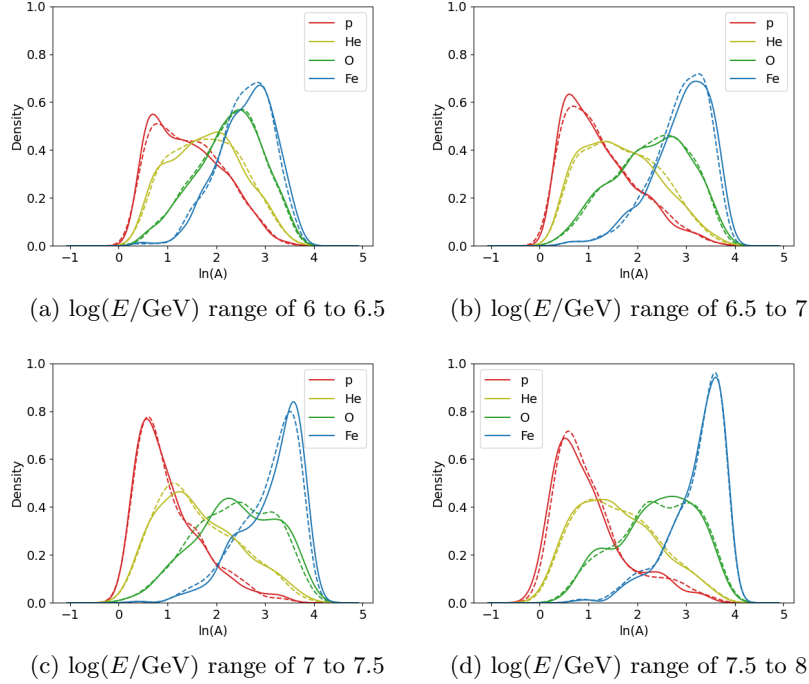 1.0
0.8
0.6
0.4
0.2
0.0
Density
p
He
O
Fe
−1 0 1 2 3 4 5
ln(A)
(a) log(E/GeV) range of 6 to 6.5
1.0
0.8
0.6
0.4
0.2
0.0
Density
p
He
O
Fe
−1 0 1 2 3 4 5
ln(A)
(b) log(E/GeV) range of 6.5 to 7
1.0
0.8
0.6
0.4
0.2
0.0
Density
p
He
O
Fe
−1 0 1 2 3 4 5
ln(A)
(c) log(E/GeV) range of 7 to 7.5
1.0
0.8
0.6
0.4
0.2
0.0
Density
p
He
O
Fe
−1 0 1 2 3 4 5
ln(A)
(d) log(E/GeV) range of 7.5 to 8